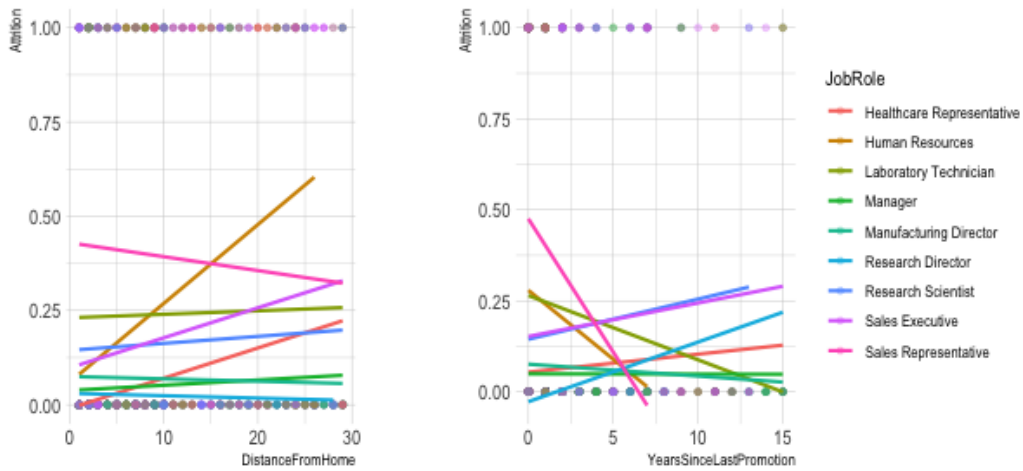 Attrition
1.00
0.75
0.50
0.25
0.00
0
10
20
30
DistanceFromHome
Attrition
1.00
0.75
0.50
0.25
0.00
0
5
10
15
YearsSinceLastPromotion
JobRole
Healthcare Representative
Human Resources
Laboratory Technician
Manager
Manufacturing Director
Research Director
Research Scientist
Sales Executive
Sales Representative